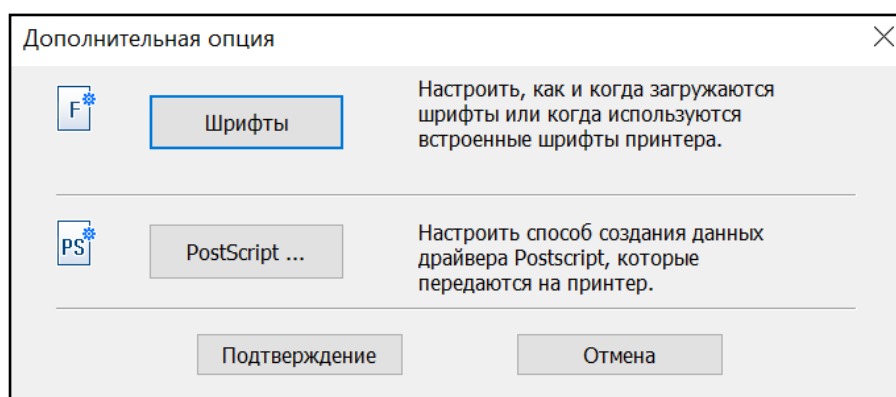 Дополнительная опция
F
Шрифты
Настроить, как и когда загружаются
шрифты или когда используются
встроенные шрифты принтера.
PS
PostScript ...
Настроить способ создания данных
драйвера Postscript, которые
передаются на принтер.
Подтверждение
Отмена